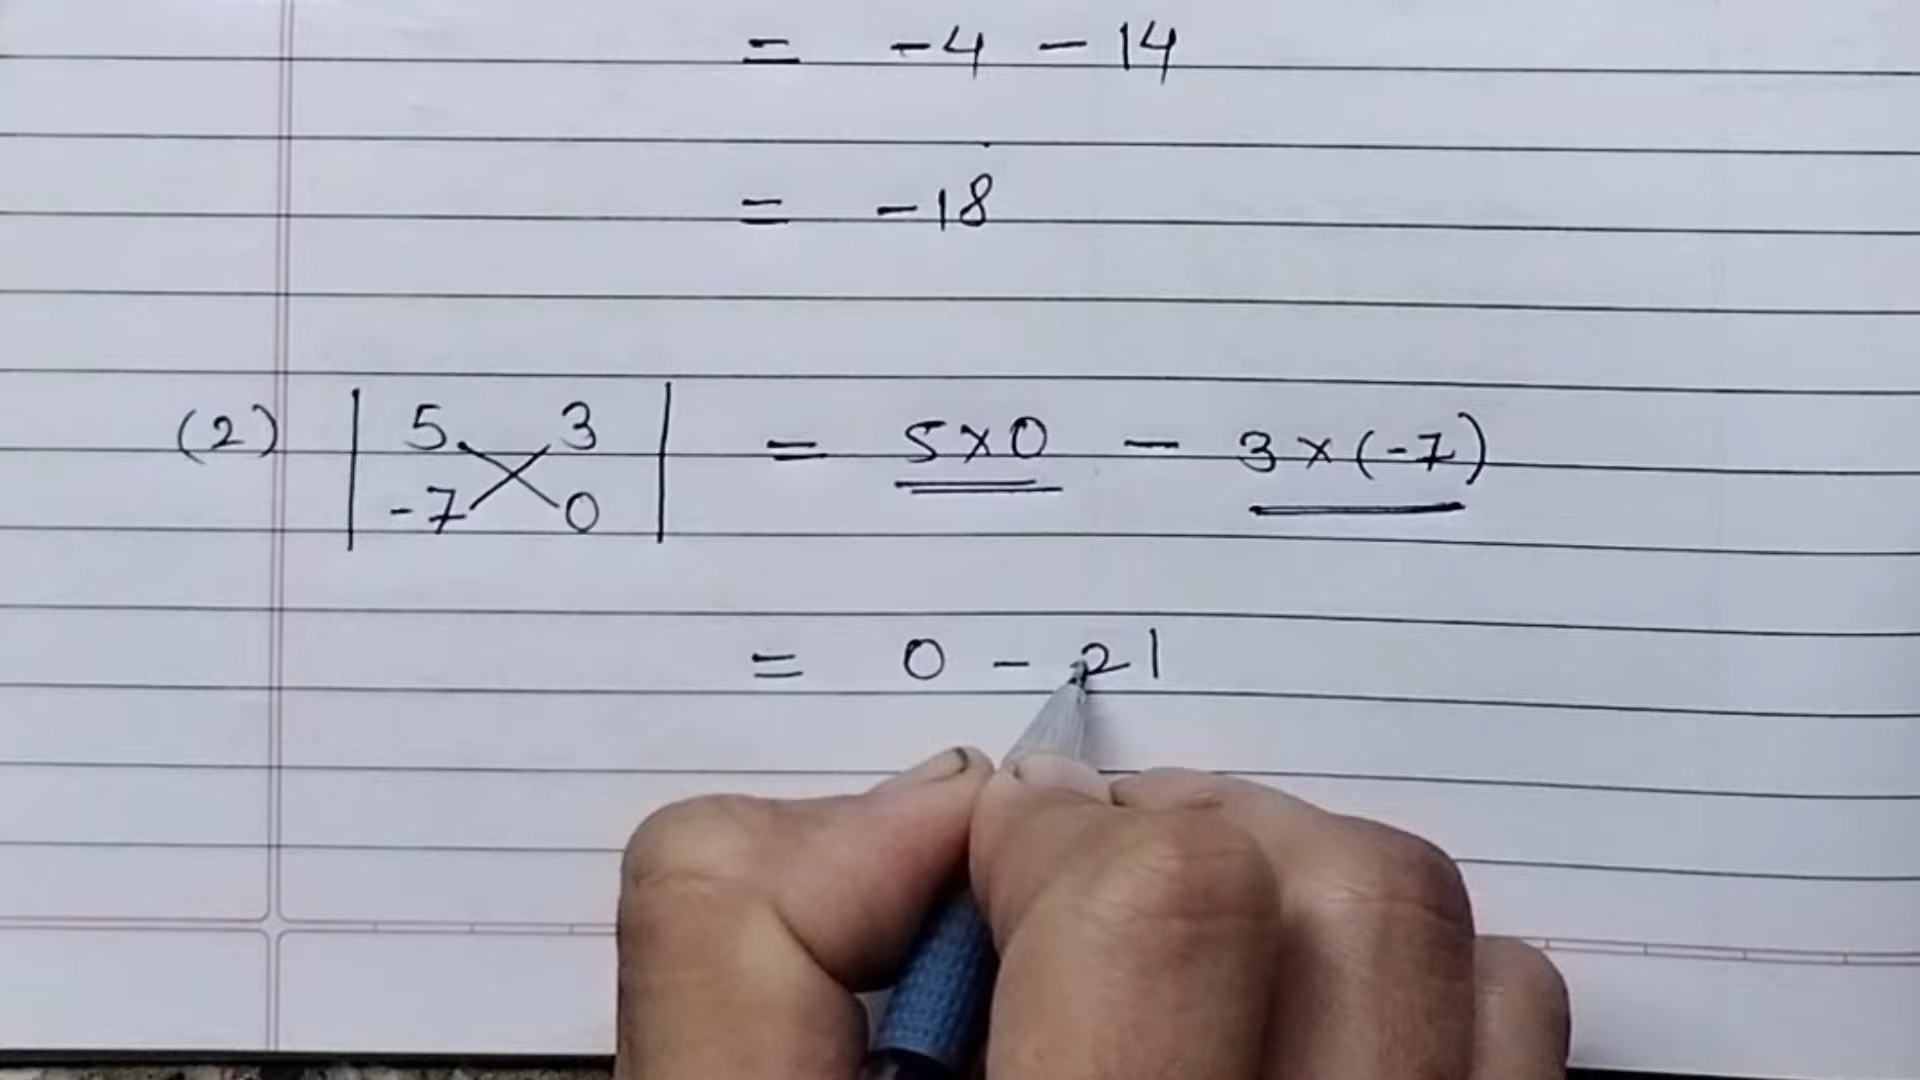 = -4 - 14
= -18
(2) | 5 3 | = 5×0 - 3×(-7)
-7 0
= 0 - 21